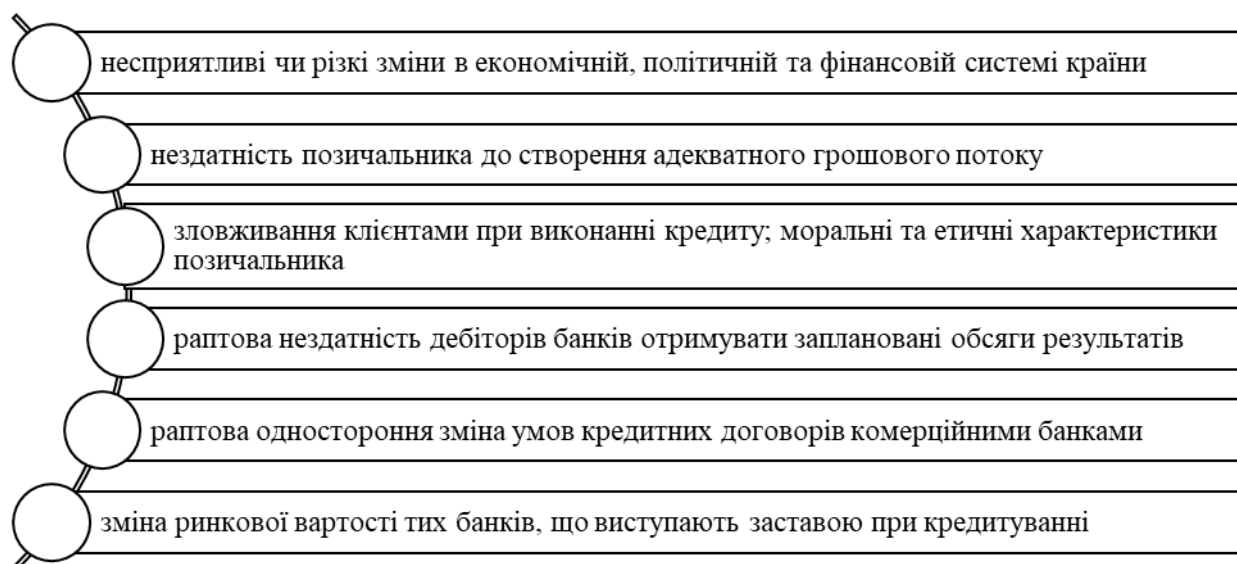 несприятливі чи різкі зміни в економічній, політичній та фінансовій системі країни
нездатність позичальника до створення адекватного грошового потоку
зловживання клієнтами при виконанні кредиту; моральні та етичні характеристики
позичальника
раптова нездатність дебіторів банків отримувати заплановані обсяги результатів
раптова одностороння зміна умов кредитних договорів комерційними банками
зміна ринкової вартості тих банків, що виступають заставою при кредитуванні